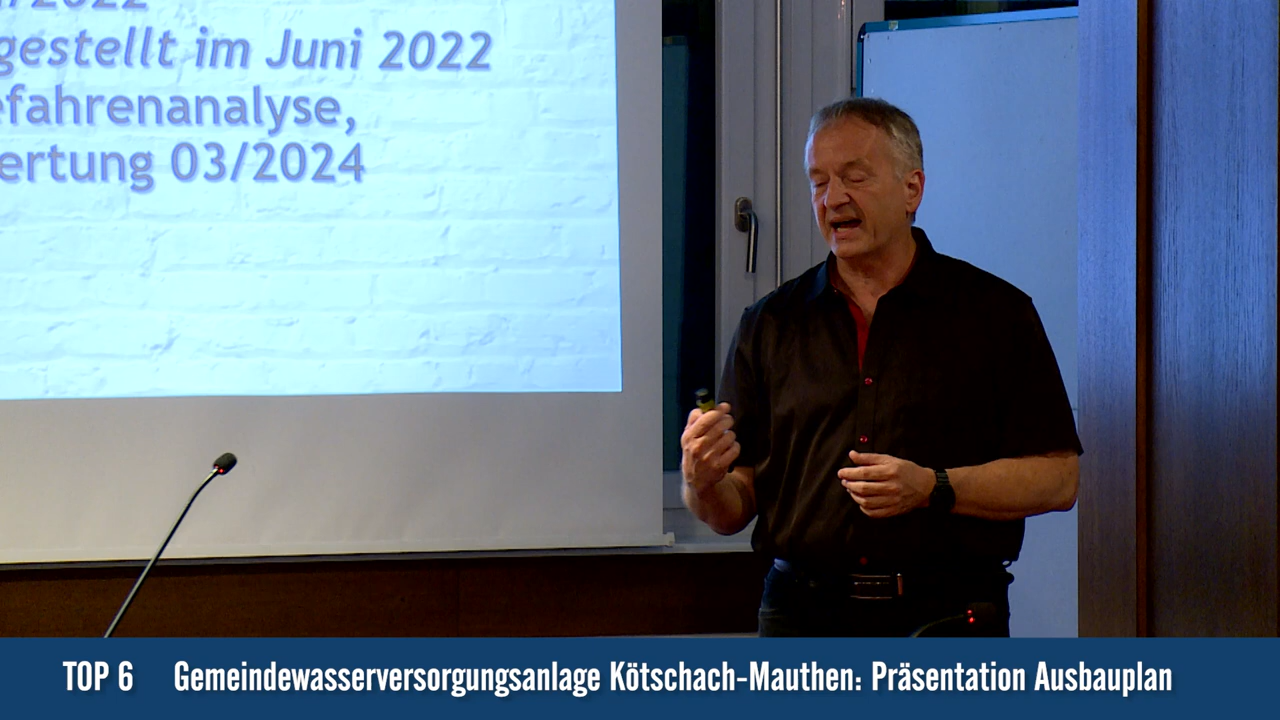 gestellt im Juni 2022
efahrenanalyse,
ertung 03/2024
TOP 6 Gemeindewasserversorgungsanlage Kötschach-Mauthen: Präsentation Ausbauplan